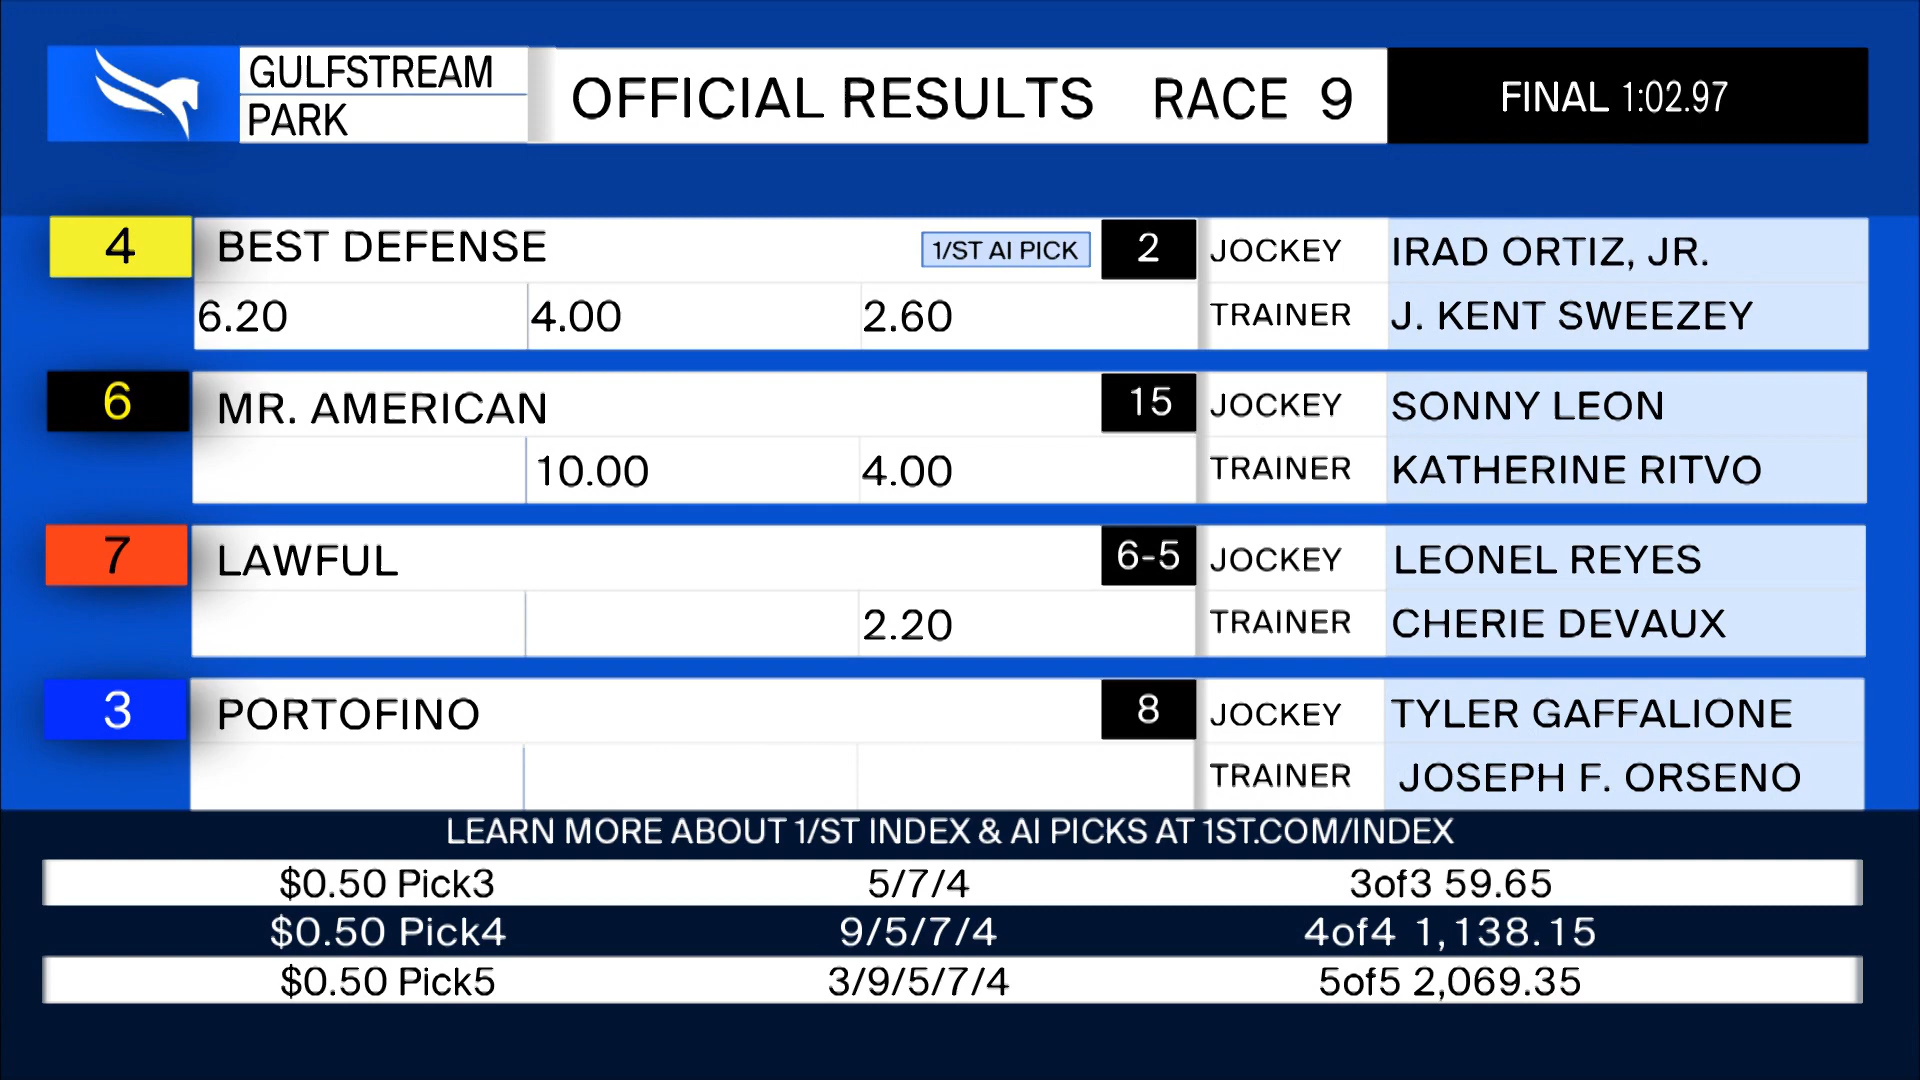 GULFSTREAM
PARK
OFFICIAL RESULTS RACE 9
FINAL 1:02.97
4 BEST DEFENSE 1/ST AI PICK 2 JOCKEY IRAD ORTIZ, JR.
6.20 4.00 2.60 TRAINER J. KENT SWEEZEY
6 MR. AMERICAN 15 JOCKEY SONNY LEON
10.00 4.00 TRAINER KATHERINE RITVO
7 LAWFUL 6-5 JOCKEY LEONEL REYES
2.20 TRAINER CHERIE DEVAUX
3 PORTOFINO 8 JOCKEY TYLER GAFFALIONE
TRAINER JOSEPH F. ORSENO
LEARN MORE ABOUT 1/ST INDEX & AI PICKS AT 1ST.COM/INDEX
$0.50 Pick3 5/7/4 3of3 59.65
$0.50 Pick4 9/5/7/4 4of4 1,138.15
$0.50 Pick5 3/9/5/7/4 5of5 2,069.35